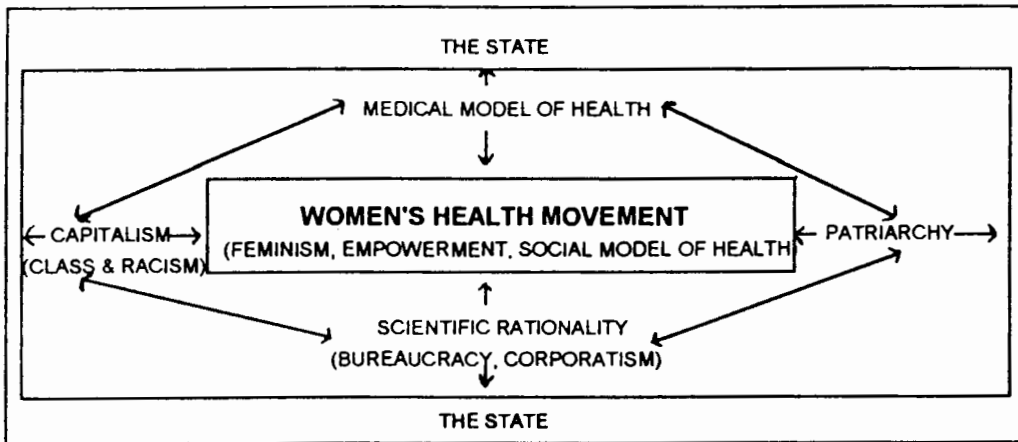 THE STATE
MEDICAL MODEL OF HEALTH
WOMEN'S HEALTH MOVEMENT
(FEMINISM, EMPOWERMENT, SOCIAL MODEL OF HEALTH
CAPITALISM
(CLASS & RACISM)
PATRIARCHY
SCIENTIFIC RATIONALITY
(BUREAUCRACY, CORPORATISM)
THE STATE